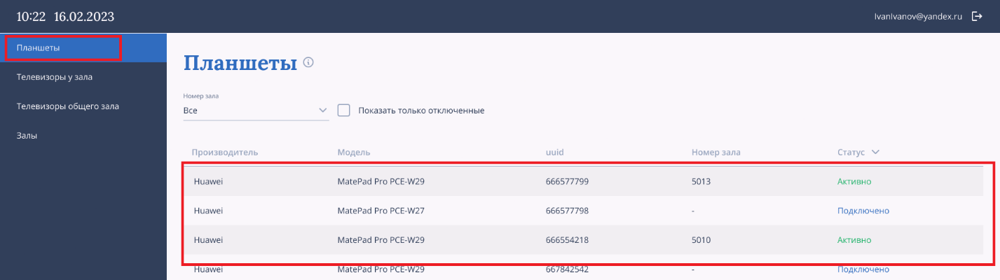 10:22 16.02.2023
IvanIvanov@yandex.ru
Планшеты
Телевизоры у зала
Телевизоры общего зала
Залы
Планшеты
Номер зала
Все
Показать только отключенные
Производитель Модель uuid Номер зала Статус
Huawei MatePad Pro PCE-W29 666577799 5013 Активно
Huawei MatePad Pro PCE-W27 666577798 - Подключено
Huawei MatePad Pro PCE-W29 666554218 5010 Активно
Huawei MatePad Pro PCE-W29 667842542 - Подключено